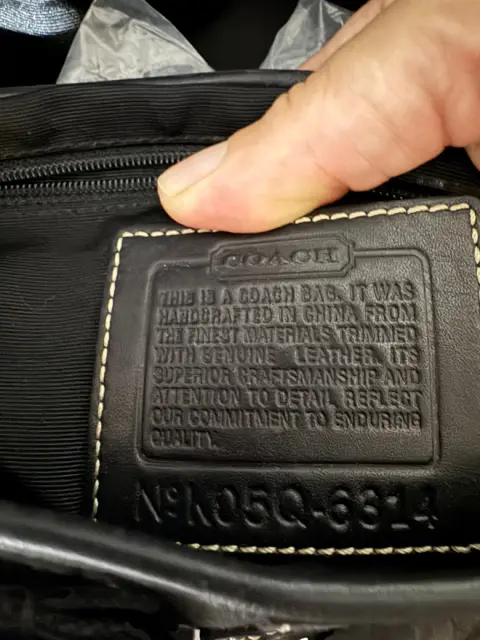 COACH
THIS IS A COACH BAG. IT WAS
HANDCRAFTED IN CHINA FROM
THE FINEST MATERIALS TRIMMED
WITH GENUINE LEATHER. ITS
SUPERIOR CRAFTSMANSHIP AND
ATTENTION TO DETAIL REFLECT
OUR COMMITMENT TO ENDURING
QUALITY.
Nº K05Q-6314